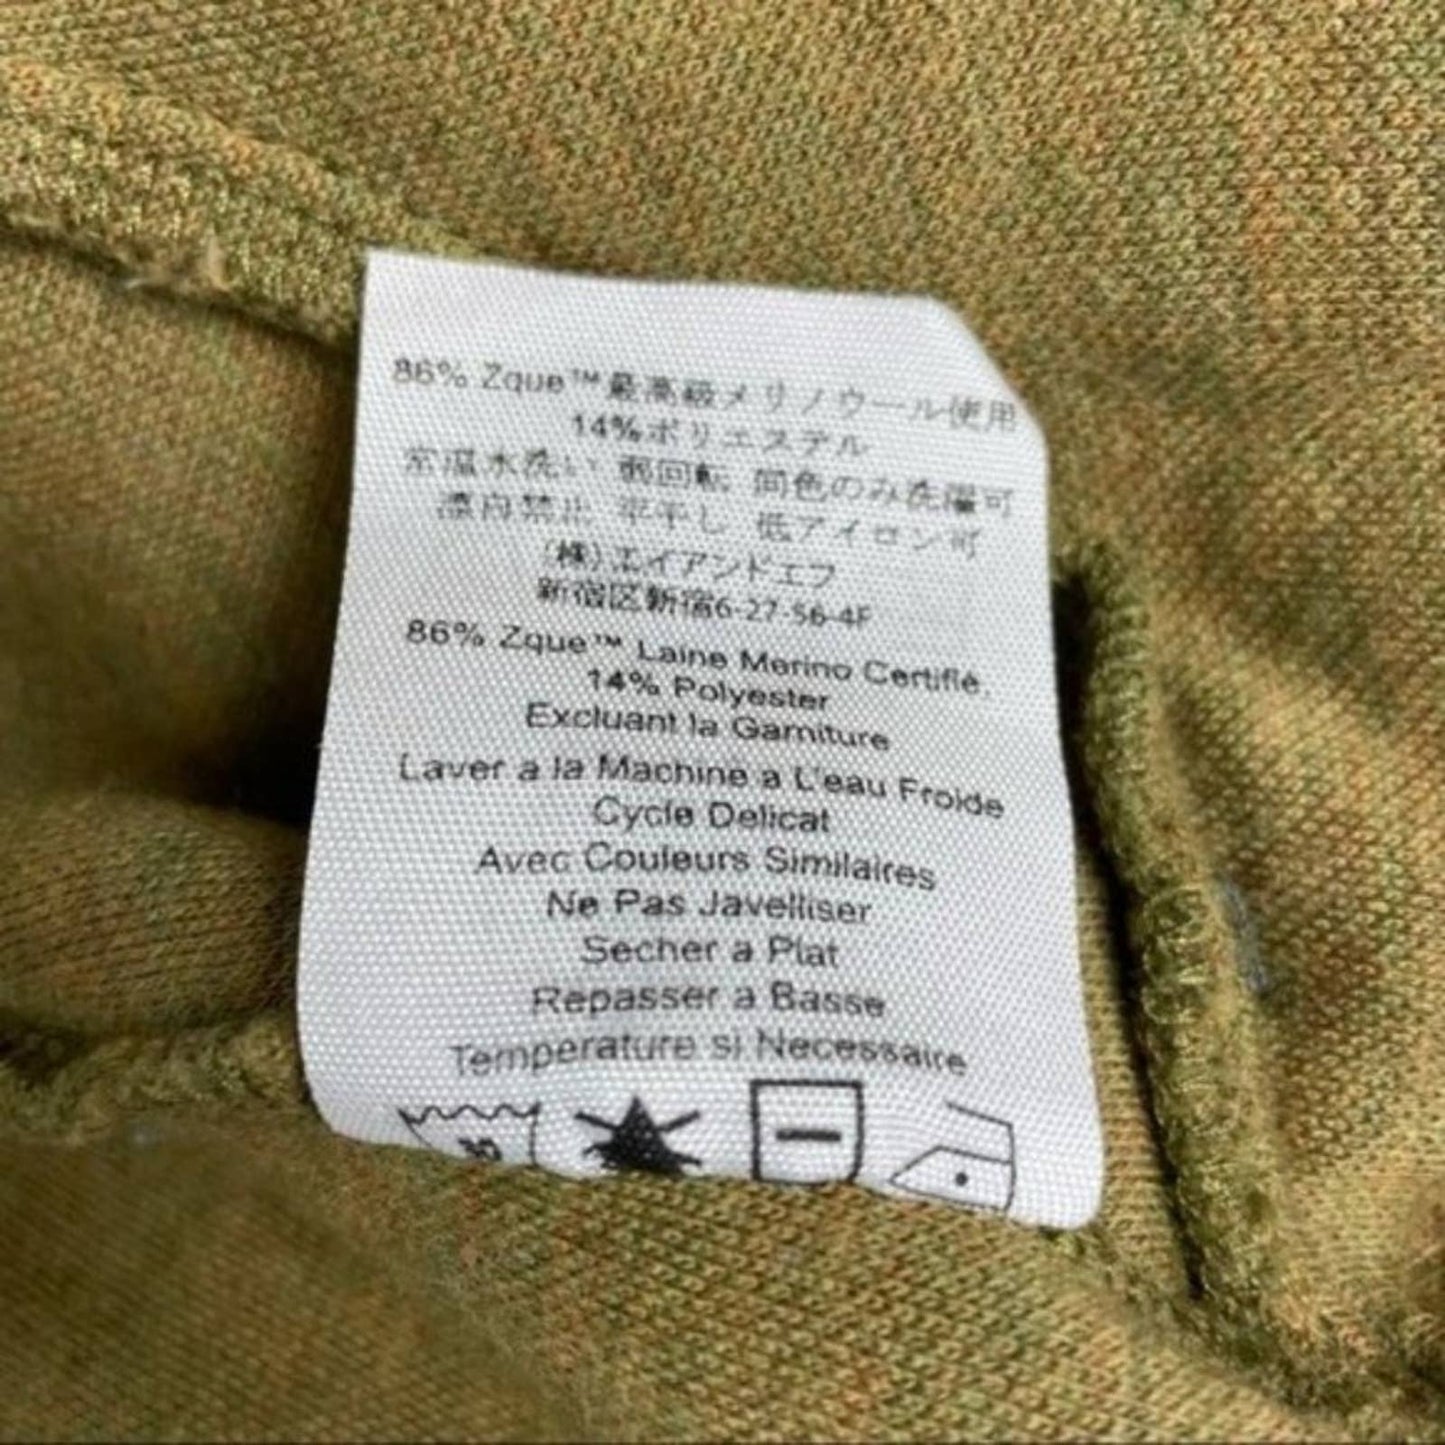 86% Zque™最高級メリノウール使用
14%ポリエステル
常温水洗い 弱回転 同色のみ洗濯可
漂白禁止 平干し 低アイロン可
(株)エイアンドエフ
新宿区新宿6-27-56-4F
86% Zque™ Laine Merino Certifié,
14% Polyester
Excluant la Garniture
Laver a la Machine a L'eau Froide
Cycle Delicat
Avec Couleurs Similaires
Ne Pas Javelliser
Secher a Plat
Repasser a Basse
Temperature si Necessaire
30